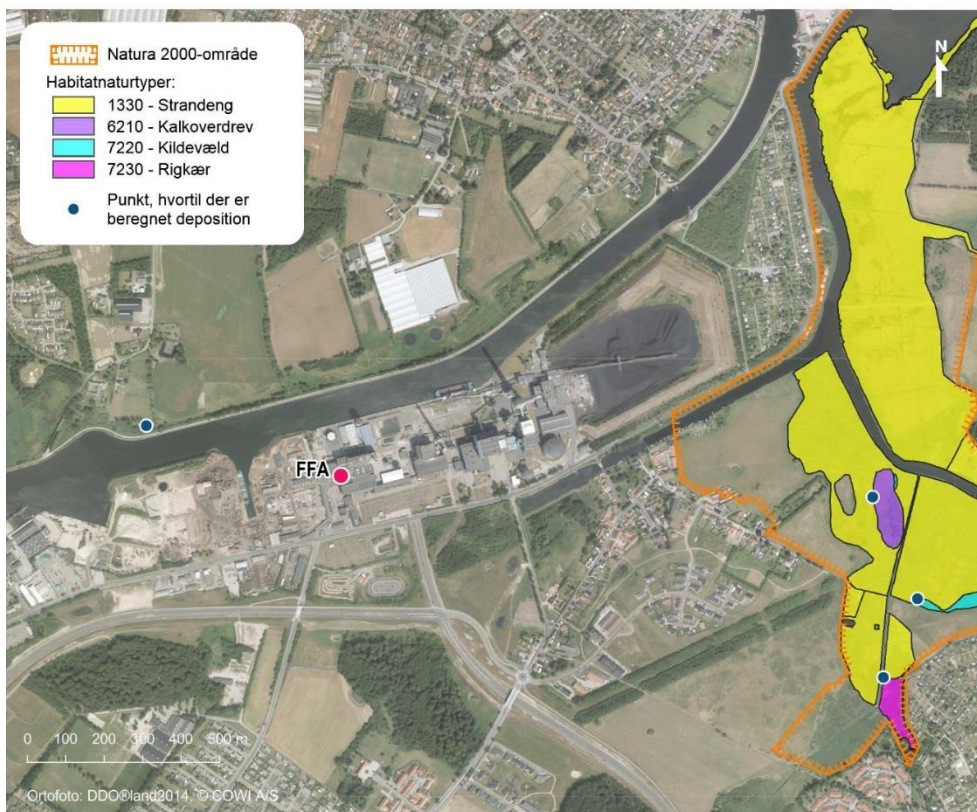 Natura 2000-område
Habitatnaturtyper:
1330 - Strandeng
6210 - Kalkoverdrev
7220 - Kildevæld
7230 - Rigkær
Punkt, hvortil der er
beregnet deposition
N
FFA
0 100 200 300 400 500 m
Ortofoto: DDO®land2014, © COWI A/S